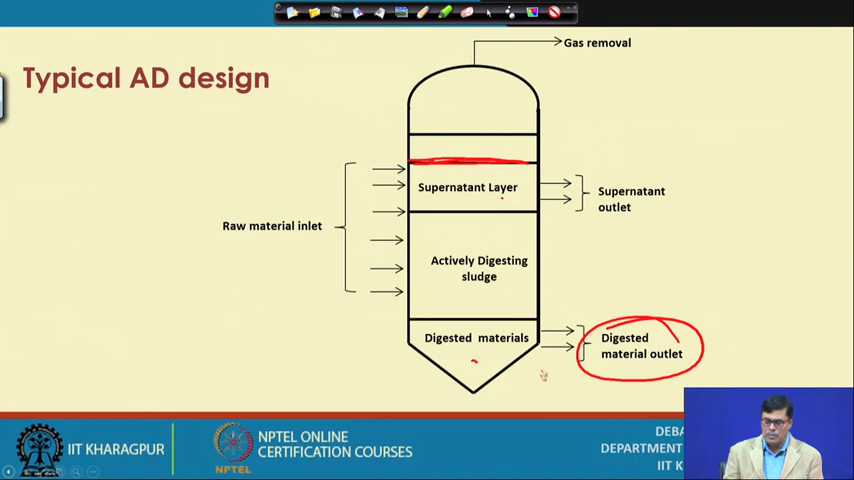 Gas removal
Typical AD design
Supernatant Layer
Supernatant
outlet
Raw material inlet
Actively Digesting
sludge
Digested materials
Digested
material outlet
IIT KHARAGPUR
NPTEL
NPTEL ONLINE
CERTIFICATION COURSES
DEBA
DEPARTMENT
IIT K